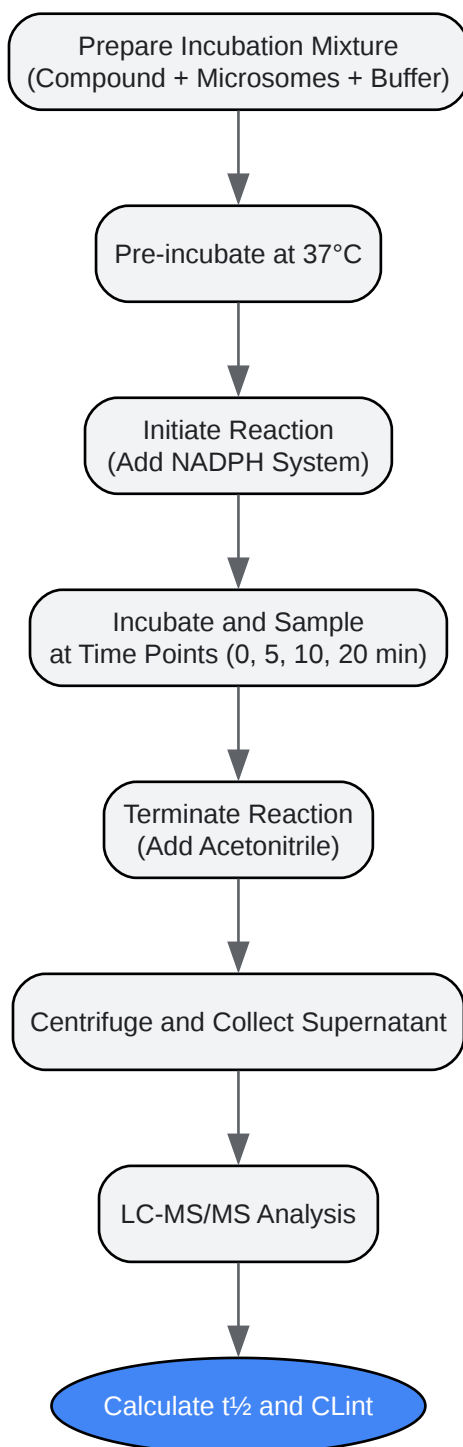 Prepare Incubation Mixture
(Compound + Microsomes + Buffer)
Pre-incubate at 37°C
Initiate Reaction
(Add NADPH System)
Incubate and Sample
at Time Points (0, 5, 10, 20 min)
Terminate Reaction
(Add Acetonitrile)
Centrifuge and Collect Supernatant
LC-MS/MS Analysis
Calculate t½ and CLint